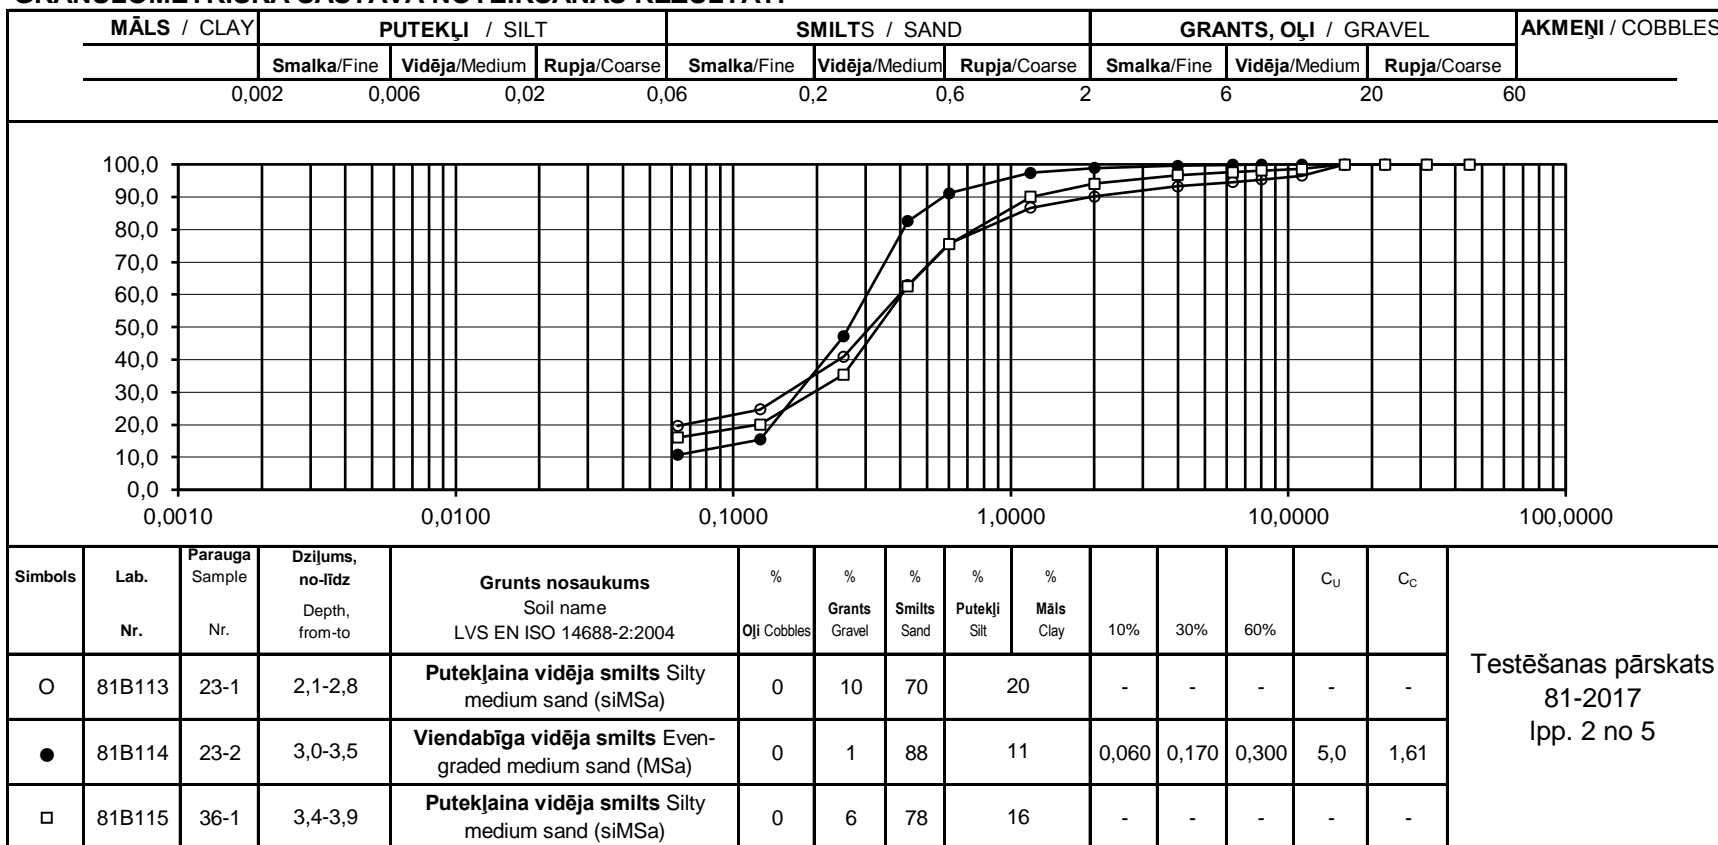 MĀLS / CLAY PUTEKĻI / SILT SMILTS / SAND GRANTS, OĻI / GRAVEL AKMEŅI / COBBLES
Smalka/Fine Vidēja/Medium Rupja/Coarse Smalka/Fine Vidēja/Medium Rupja/Coarse Smalka/Fine Vidēja/Medium Rupja/Coarse
0,002 0,006 0,02 0,06 0,2 0,6 2 6 20 60
100,0
90,0
80,0
70,0
60,0
50,0
40,0
30,0
20,0
10,0
0,0
0,0010 0,0100 0,1000 1,0000 10,0000 100,0000
Simbols Lab. Nr. Parauga Sample Nr. Dziļums, no-līdz Depth, from-to Grunts nosaukums Soil name LVS EN ISO 14688-2:2004 % Oļi Cobbles % Grants Gravel % Smilts Sand % Putekļi Silt % Māls Clay 10% 30% 60% CU CC
81B113 23-1 2,1-2,8 Putekļaina vidēja smilts Silty medium sand (siMSa) 0 10 70 20 - - - - -
81B114 23-2 3,0-3,5 Viendabīga vidēja smilts Even-graded medium sand (MSa) 0 1 88 11 0,060 0,170 0,300 5,0 1,61
81B115 36-1 3,4-3,9 Putekļaina vidēja smilts Silty medium sand (siMSa) 0 6 78 16 - - - - -
Testēšanas pārskats
81-2017
lpp. 2 no 5